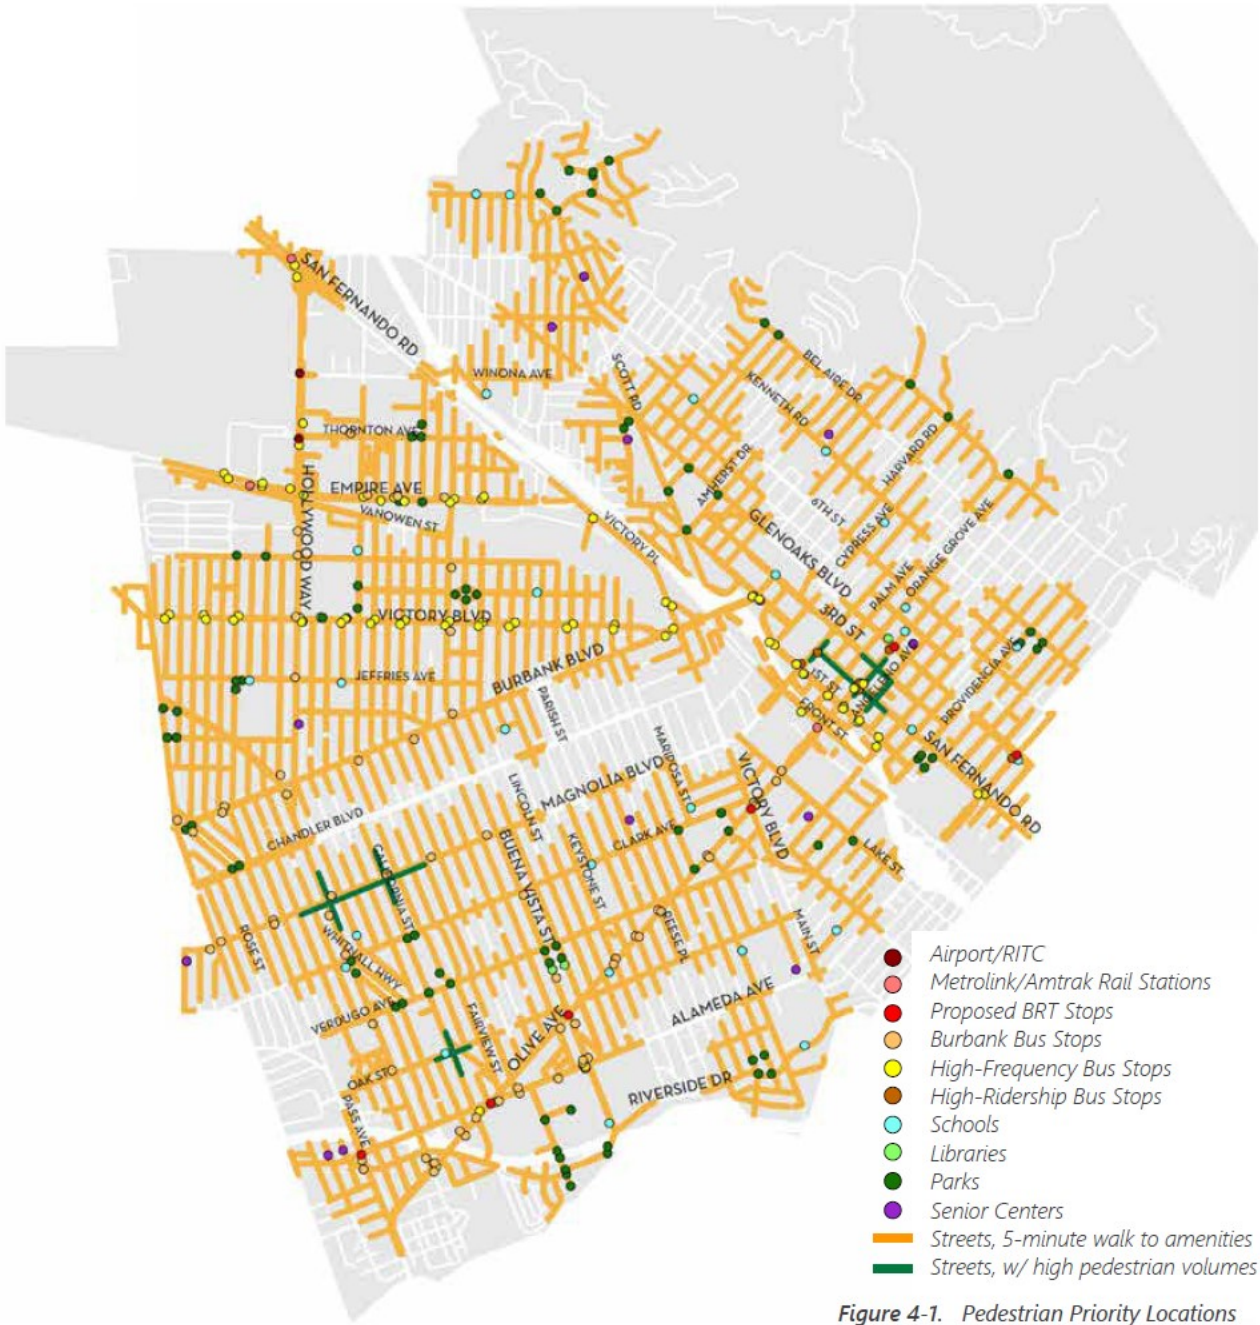 SAN FERNANDO RD
WINONA AVE
SCOTT RD
BEL AIRE DR
KENNETH RD
THORNTON AVE
HARVARD RD
AMHERST DR
HOLLYWOOD WAY
EMPIRE AVE
VANOWEN ST
VICTORY PL
6TH ST
CYPRESS AVE
ORANGE GROVE AVE
GLENOAKS BLVD
PALM AVE
3RD ST
VICTORY BLVD
JEFFRIES AVE
BURBANK BLVD
1ST ST
ANGELENO AVE
PROVIDENCIA AVE
FRONT ST
PARISH ST
MARIPOSA ST
MAGNOLIA BLVD
VICTORY BLVD
SAN FERNANDO RD
LINCOLN ST
CHANDLER BLVD
BUENA VISTA ST
KEYSTONE ST
CLARK AVE
LAKE ST
CALIFORNIA ST
ROSE ST
WHITNALL HWY
REESE PL
MAIN ST
VERDUGO AVE
FAIRVIEW ST
OLIVE AVE
ALAMEDA AVE
OAK ST
RIVERSIDE DR
PASS AVE
Airport/RITC
Metrolink/Amtrak Rail Stations
Proposed BRT Stops
Burbank Bus Stops
High-Frequency Bus Stops
High-Ridership Bus Stops
Schools
Libraries
Parks
Senior Centers
Streets, 5-minute walk to amenities
Streets, w/ high pedestrian volumes
Figure 4-1. Pedestrian Priority Locations